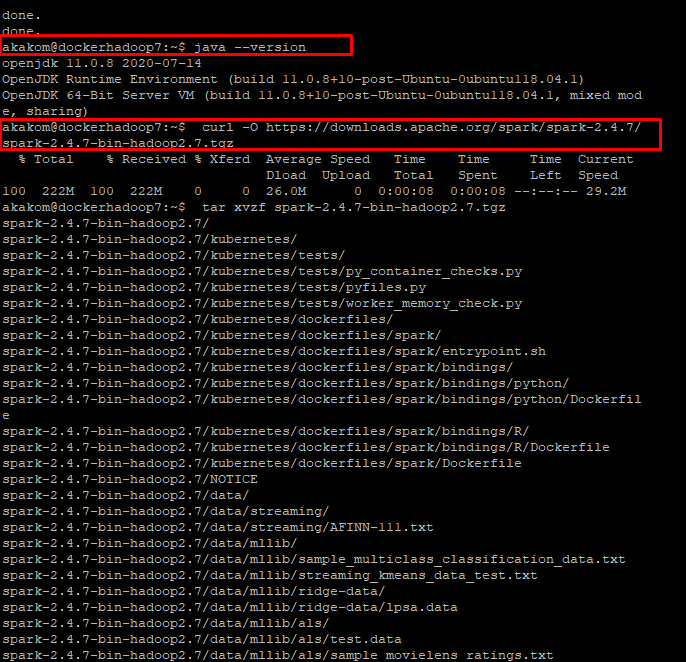 done.
done.
akakom@dockerhadoop7:~$ java --version
openjdk 11.0.8 2020-07-14
OpenJDK Runtime Environment (build 11.0.8+10-post-Ubuntu-0ubuntu118.04.1)
OpenJDK 64-Bit Server VM (build 11.0.8+10-post-Ubuntu-0ubuntu118.04.1, mixed mod
e, sharing)
akakom@dockerhadoop7:~$  curl -O https://downloads.apache.org/spark/spark-2.4.7/
spark-2.4.7-bin-hadoop2.7.tgz
  % Total    % Received % Xferd  Average Speed   Time    Time     Time  Current
                                 Dload  Upload   Total   Spent    Left  Speed
100  222M  100  222M    0     0  26.0M      0  0:00:08  0:00:08 --:--:-- 29.2M
akakom@dockerhadoop7:~$  tar xvzf spark-2.4.7-bin-hadoop2.7.tgz
spark-2.4.7-bin-hadoop2.7/
spark-2.4.7-bin-hadoop2.7/kubernetes/
spark-2.4.7-bin-hadoop2.7/kubernetes/tests/
spark-2.4.7-bin-hadoop2.7/kubernetes/tests/py_container_checks.py
spark-2.4.7-bin-hadoop2.7/kubernetes/tests/pyfiles.py
spark-2.4.7-bin-hadoop2.7/kubernetes/tests/worker_memory_check.py
spark-2.4.7-bin-hadoop2.7/kubernetes/dockerfiles/
spark-2.4.7-bin-hadoop2.7/kubernetes/dockerfiles/spark/
spark-2.4.7-bin-hadoop2.7/kubernetes/dockerfiles/spark/entrypoint.sh
spark-2.4.7-bin-hadoop2.7/kubernetes/dockerfiles/spark/bindings/
spark-2.4.7-bin-hadoop2.7/kubernetes/dockerfiles/spark/bindings/python/
spark-2.4.7-bin-hadoop2.7/kubernetes/dockerfiles/spark/bindings/python/Dockerfil
e
spark-2.4.7-bin-hadoop2.7/kubernetes/dockerfiles/spark/bindings/R/
spark-2.4.7-bin-hadoop2.7/kubernetes/dockerfiles/spark/bindings/R/Dockerfile
spark-2.4.7-bin-hadoop2.7/kubernetes/dockerfiles/spark/Dockerfile
spark-2.4.7-bin-hadoop2.7/NOTICE
spark-2.4.7-bin-hadoop2.7/data/
spark-2.4.7-bin-hadoop2.7/data/streaming/
spark-2.4.7-bin-hadoop2.7/data/streaming/AFINN-111.txt
spark-2.4.7-bin-hadoop2.7/data/mllib/
spark-2.4.7-bin-hadoop2.7/data/mllib/sample_multiclass_classification_data.txt
spark-2.4.7-bin-hadoop2.7/data/mllib/streaming_kmeans_data_test.txt
spark-2.4.7-bin-hadoop2.7/data/mllib/ridge-data/
spark-2.4.7-bin-hadoop2.7/data/mllib/ridge-data/lpsa.data
spark-2.4.7-bin-hadoop2.7/data/mllib/als/
spark-2.4.7-bin-hadoop2.7/data/mllib/als/test.data
spark-2.4.7-bin-hadoop2.7/data/mllib/als/sample_movielens_ratings.txt